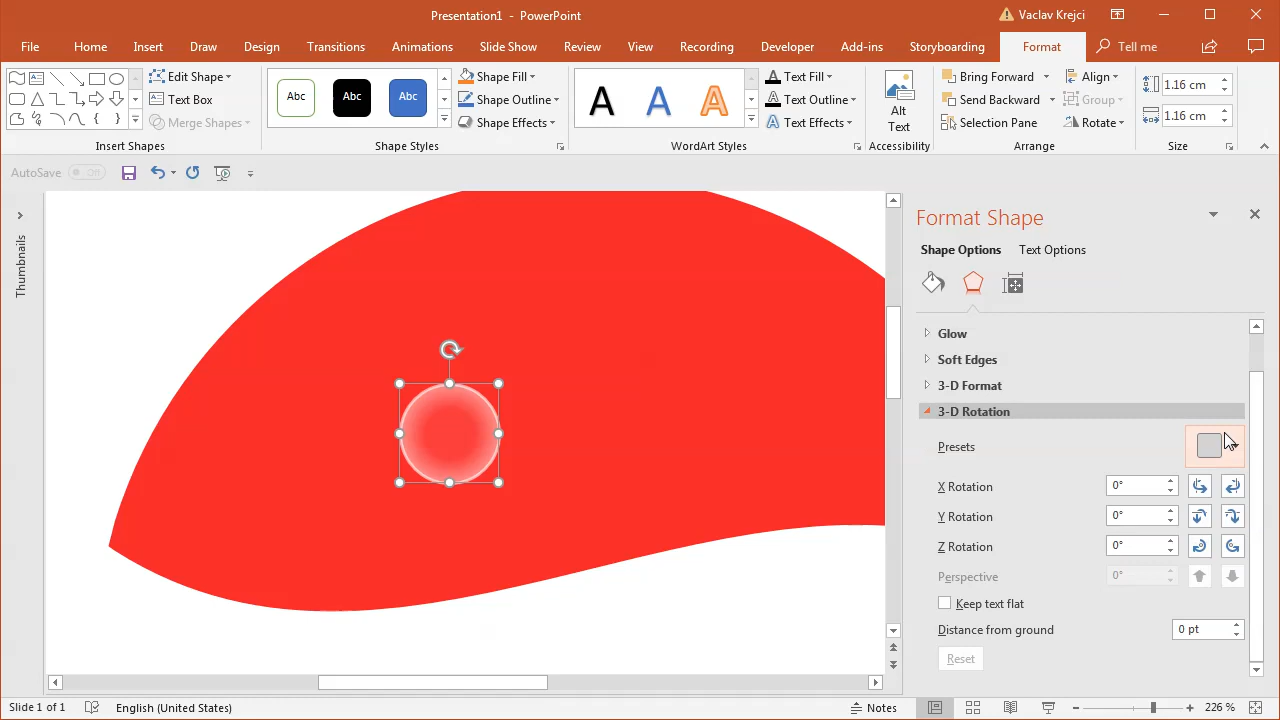 Presentation1 - PowerPoint
Vaclav Krejci
File Home Insert Draw Design Transitions Animations Slide Show Review View Recording Developer Add-ins Storyboarding Format Tell me
Edit Shape
Text
Merge Shapes
Insert Shapes
Abc Abc Abc
Shape Fill
Shape Outline
Shape Effects
Shape Styles
A A A
Text Fill
Text Outline
Text Effects
WordArt Styles
Alt
Text
Accessibility
Bring Forward
Send Backward
Selection Pane
Align
Group
Rotate
Arrange
1.16 cm
1.16 cm
Size
AutoSave Off
Thumbnails
Format Shape
Shape Options Text Options
Glow
Soft Edges
3-D Format
3-D Rotation
Presets
X Rotation 0°
Y Rotation 0°
Z Rotation 0°
Perspective 0°
Keep text flat
Distance from ground 0 pt
Reset
Slide 1 of 1 English (United States) Notes 226 %